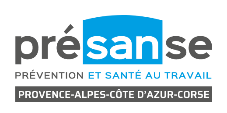 présanse
PRÉVENTION ET SANTÉ AU TRAVAIL
PROVENCE-ALPES-CÔTE D'AZUR-CORSE